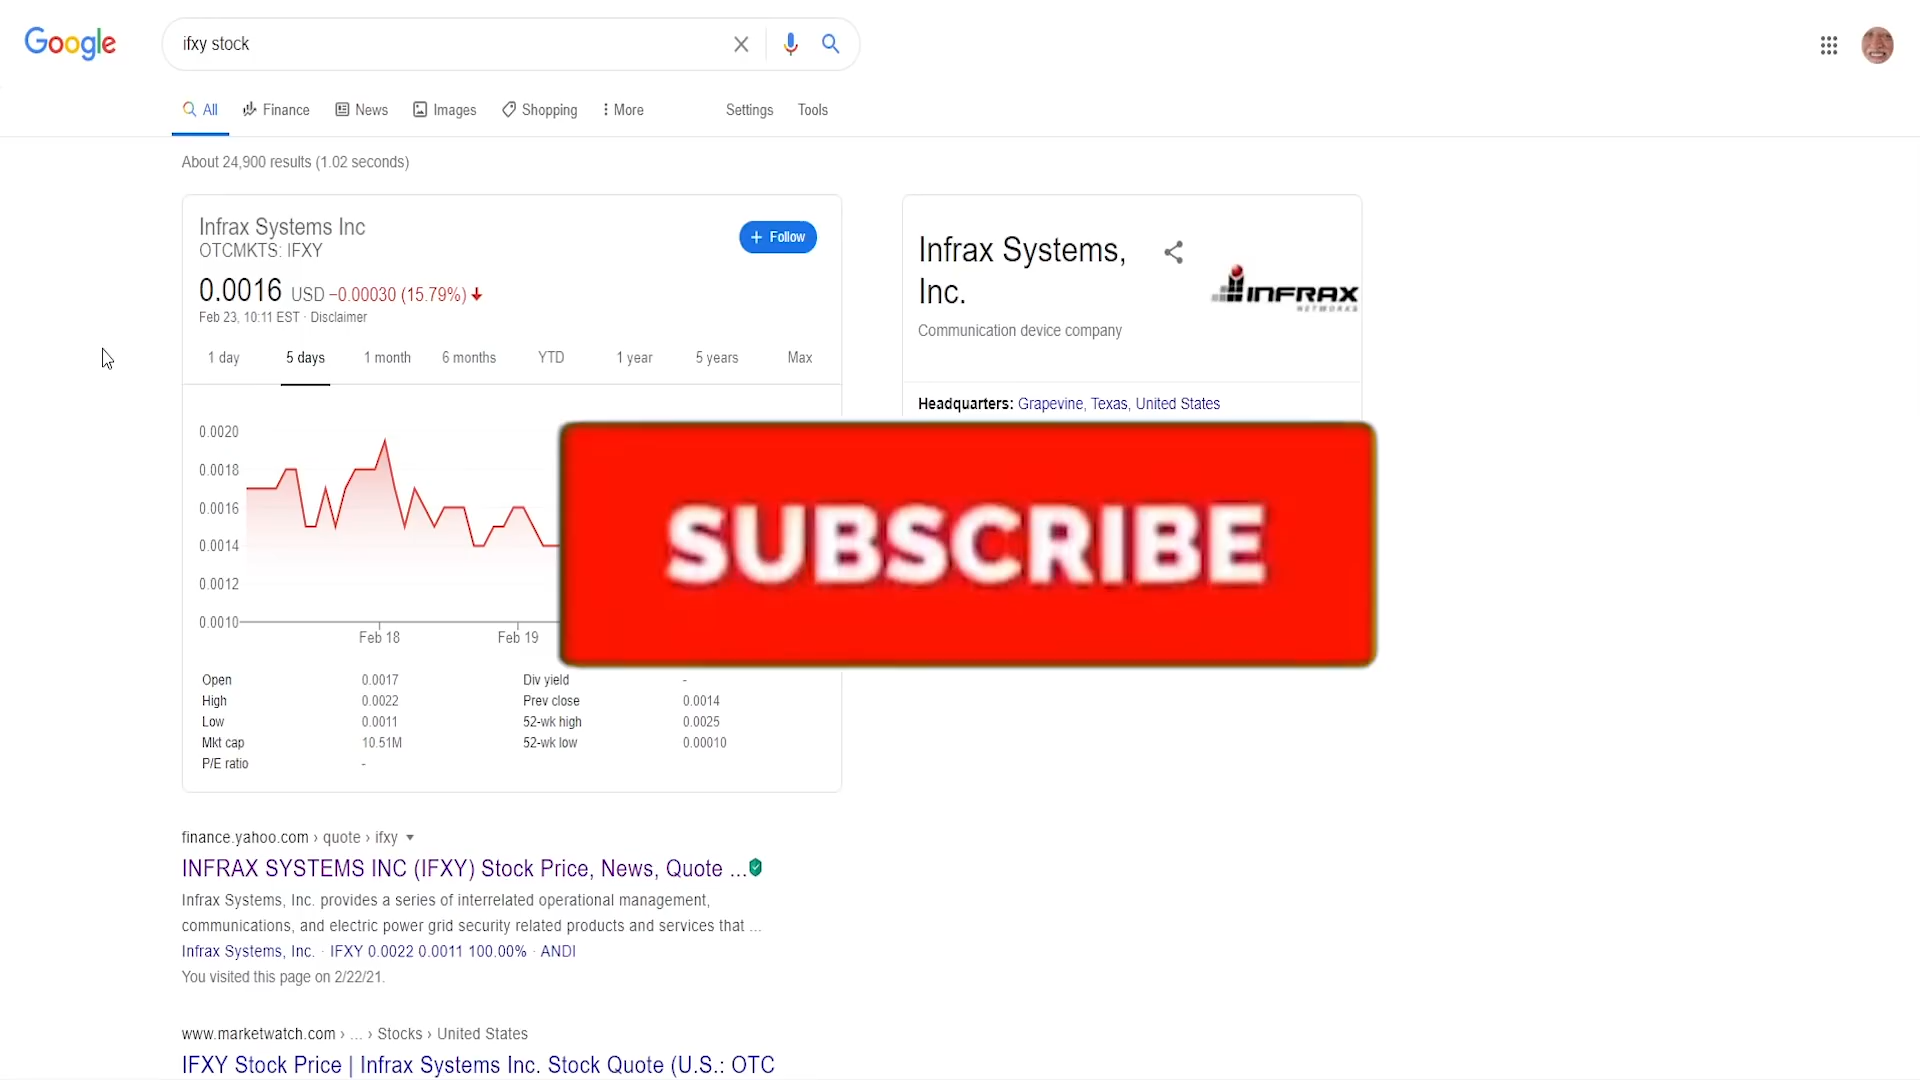 Google
ifxy stock
All Finance News Images Shopping More Settings Tools
About 24,900 results (1.02 seconds)
Infrax Systems Inc
OTCMKTS: IFXY
Follow
0.0016 USD −0.00030 (15.79%)
Feb 23, 10:11 EST · Disclaimer
1 day 5 days 1 month 6 months YTD 1 year 5 years Max
0.0020
0.0018
0.0016
0.0014
0.0012
0.0010
Feb 18 Feb 19
Open 0.0017 Div yield -
High 0.0022 Prev close 0.0014
Low 0.0011 52-wk high 0.0025
Mkt cap 10.51M 52-wk low 0.00010
P/E ratio -
Infrax Systems,
Inc.
Communication device company
INFRAX
NETWORKS
Headquarters: Grapevine, Texas, United States
SUBSCRIBE
finance.yahoo.com › quote › ifxy
INFRAX SYSTEMS INC (IFXY) Stock Price, News, Quote ...
Infrax Systems, Inc. provides a series of interrelated operational management,
communications, and electric power grid security related products and services that ...
Infrax Systems, Inc. · IFXY 0.0022 0.0011 100.00% · ANDI
You visited this page on 2/22/21.
www.marketwatch.com › ... › Stocks › United States
IFXY Stock Price | Infrax Systems Inc. Stock Quote (U.S.: OTC